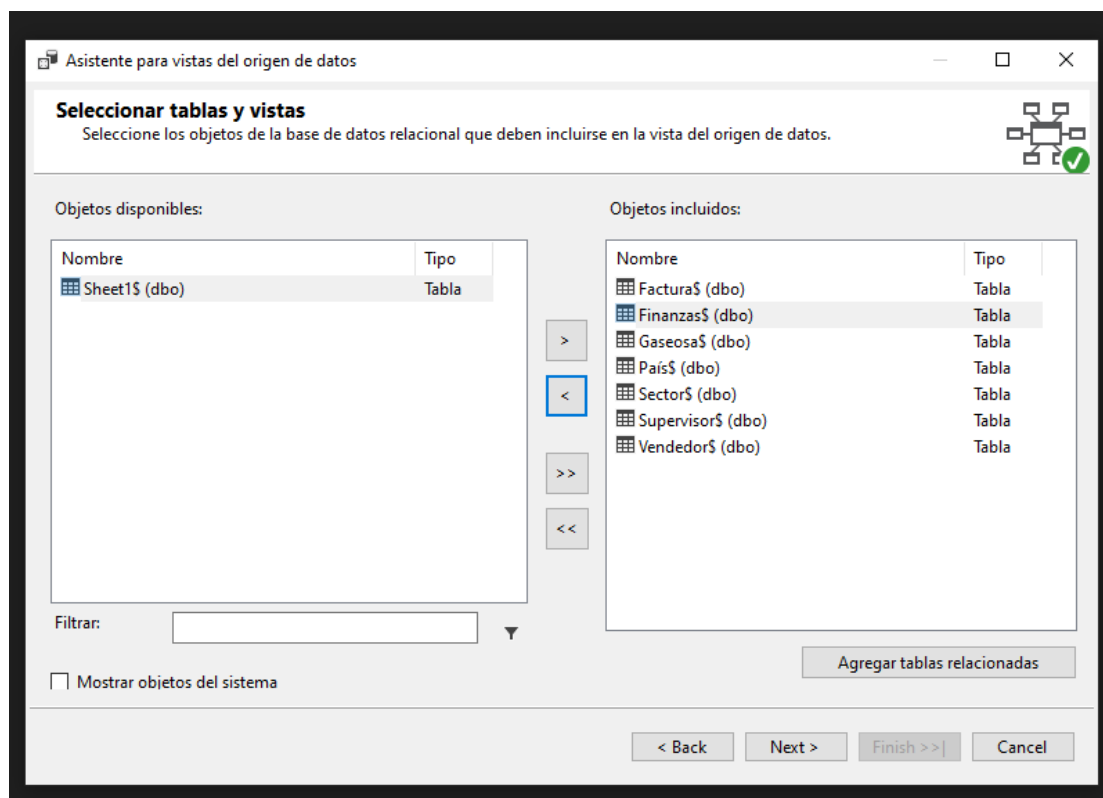 Asistente para vistas del origen de datos
Seleccionar tablas y vistas
Seleccione los objetos de la base de datos relacional que deben incluirse en la vista del origen de datos.
Objetos disponibles:
Nombre Tipo
Sheet1$ (dbo) Tabla
Filtrar:
Mostrar objetos del sistema
>
<
>>
<<
Objetos incluidos:
Nombre Tipo
Factura$ (dbo) Tabla
Finanzas$ (dbo) Tabla
Gaseosa$ (dbo) Tabla
País$ (dbo) Tabla
Sector$ (dbo) Tabla
Supervisor$ (dbo) Tabla
Vendedor$ (dbo) Tabla
Agregar tablas relacionadas
< Back Next > Finish >>| Cancel